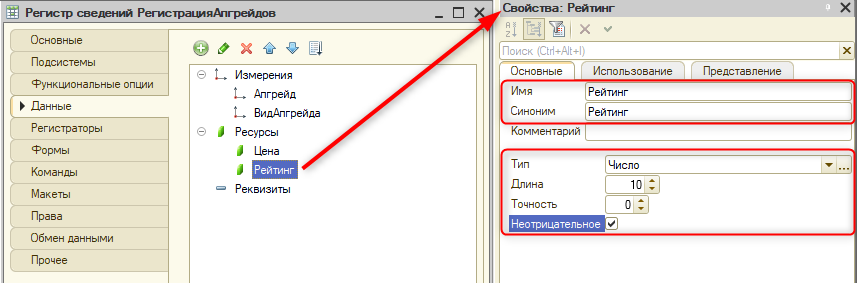 Регистр сведений РегистрацияАпгрейдов
Основные
Подсистемы
Функциональные опции
Данные
Регистраторы
Формы
Команды
Макеты
Права
Обмен данными
Прочее
Измерения
Апгрейд
ВидАпгрейда
Ресурсы
Цена
Рейтинг
Реквизиты
Свойства: Рейтинг
Поиск (Ctrl+Alt+I)
Основные Использование Представление
Имя Рейтинг
Синоним Рейтинг
Комментарий
Тип Число
Длина 10
Точность 0
Неотрицательное